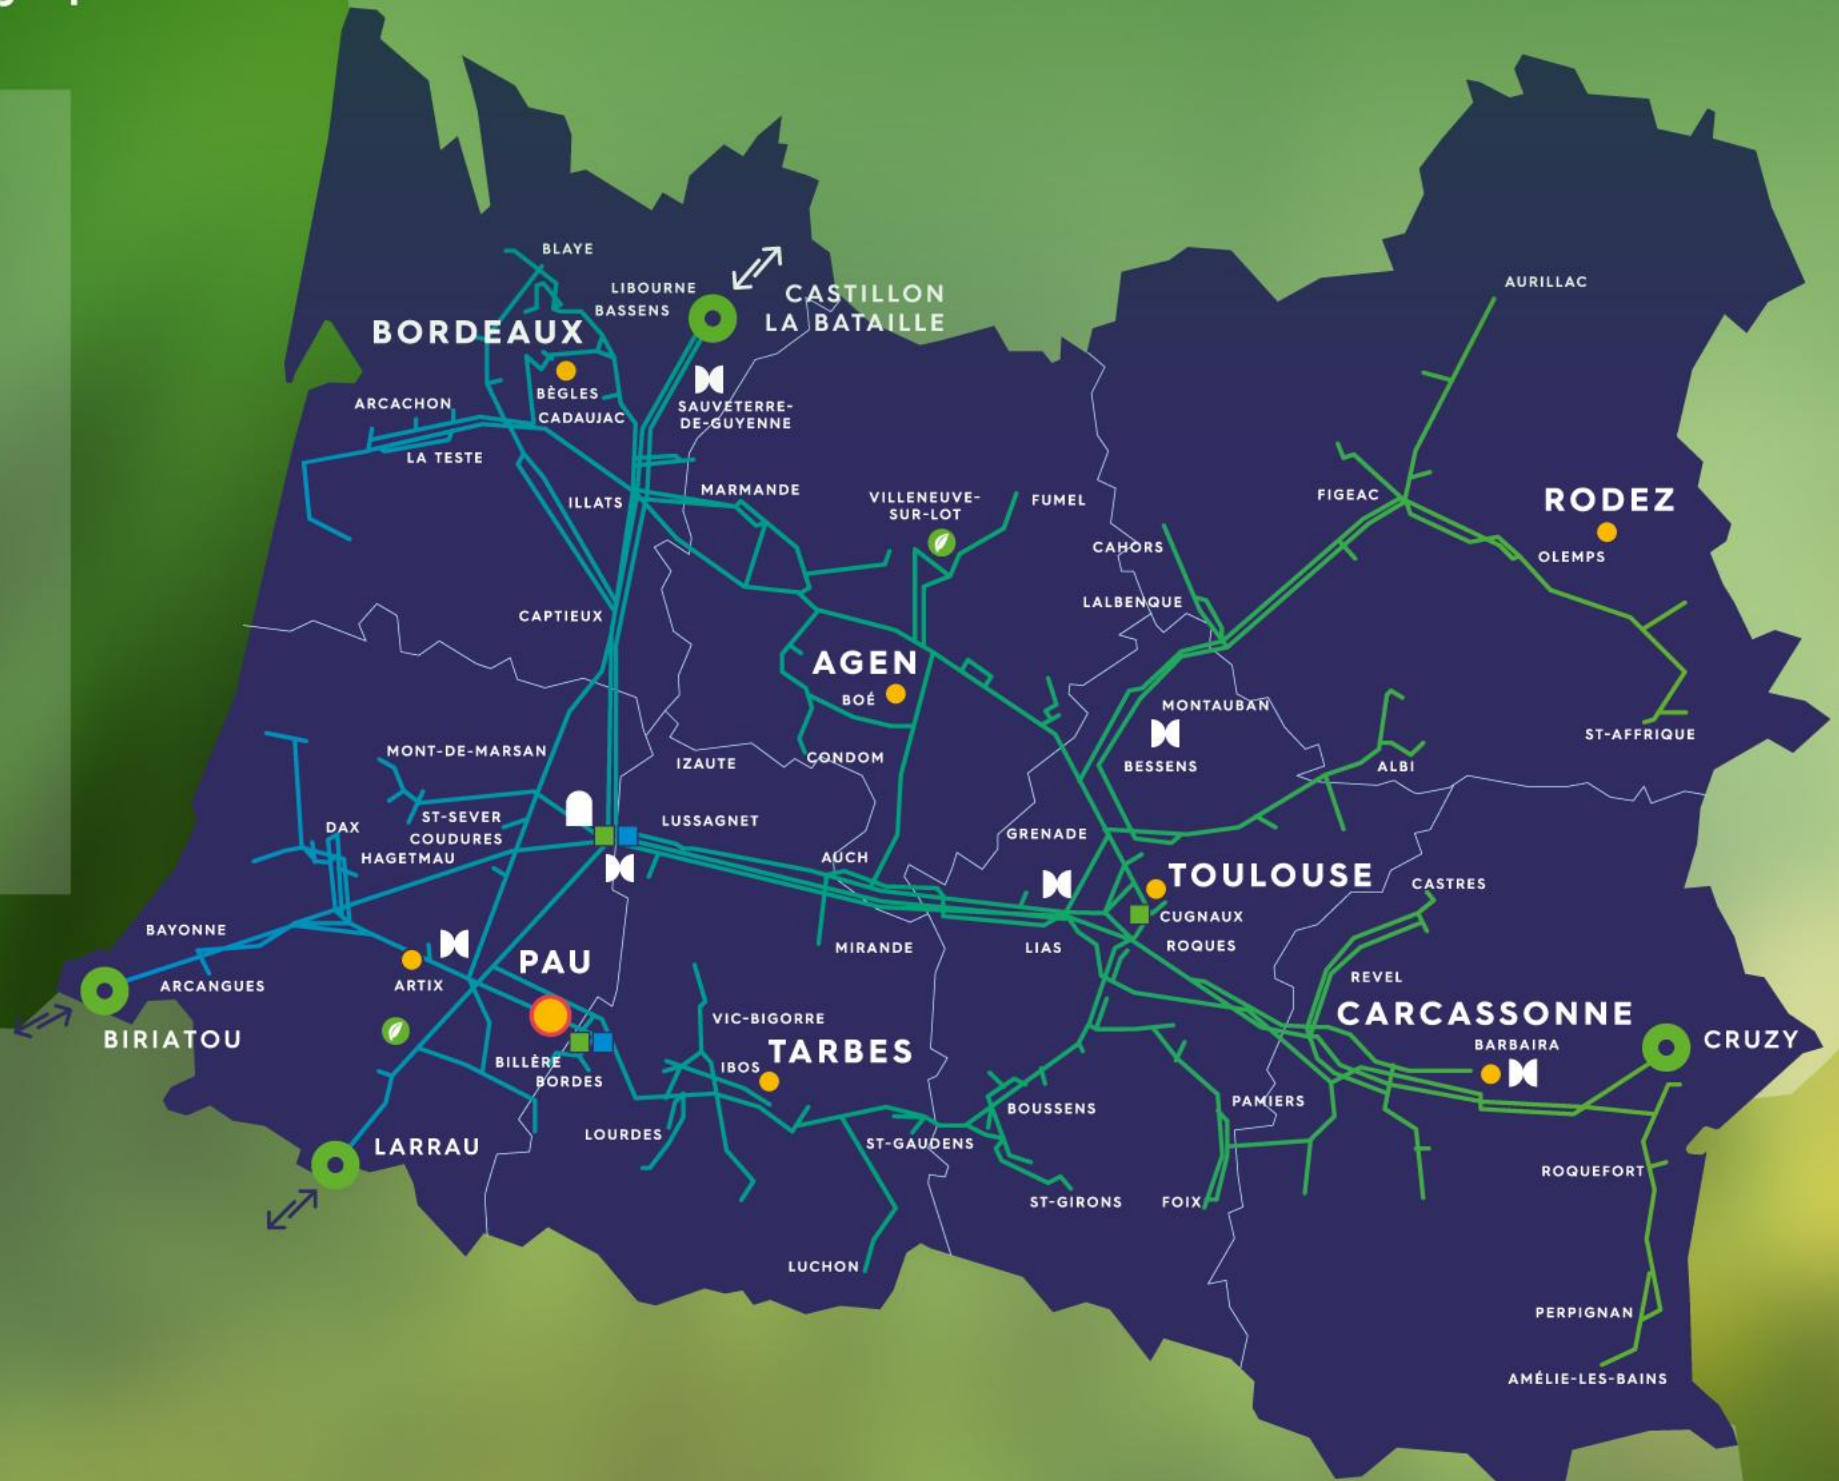 BLAYE
LIBOURNE
BASSENS
CASTILLON
LA BATAILLE
BORDEAUX
BÈGLES
CADAUJAC
SAUVETERRE-
DE-GUYENNE
ARCACHON
LA TESTE
ILLATS
MARMANDE
VILLENEUVE-
SUR-LOT
FUMEL
CAHORS
LALBENQUE
FIGEAC
AURILLAC
RODEZ
OLEMPS
ST-AFFRIQUE
CAPTIEUX
AGEN
BOÉ
CONDOM
MONTAUBAN
BESSENS
ALBI
MONT-DE-MARSAN
IZAUTE
ST-SEVER
COUDURES
DAX
HAGETMAU
LUSSAGNET
AUCH
GRENADE
TOULOUSE
CUGNAUX
ROQUES
CASTRES
BAYONNE
ARCANGUES
BIRIATOU
ARTIX
PAU
MIRANDE
LIAS
REVEL
CARCASSONNE
BARBAIRA
CRUZY
VIC-BIGORRE
TARBES
IBOS
BILLÈRE
BORDES
LARRAU
LOURDES
ST-GAUDENS
BOUSSENS
PAMIERS
ST-GIRONS
FOIX
LUCHON
ROQUEFORT
PERPIGNAN
AMÉLIE-LES-BAINS